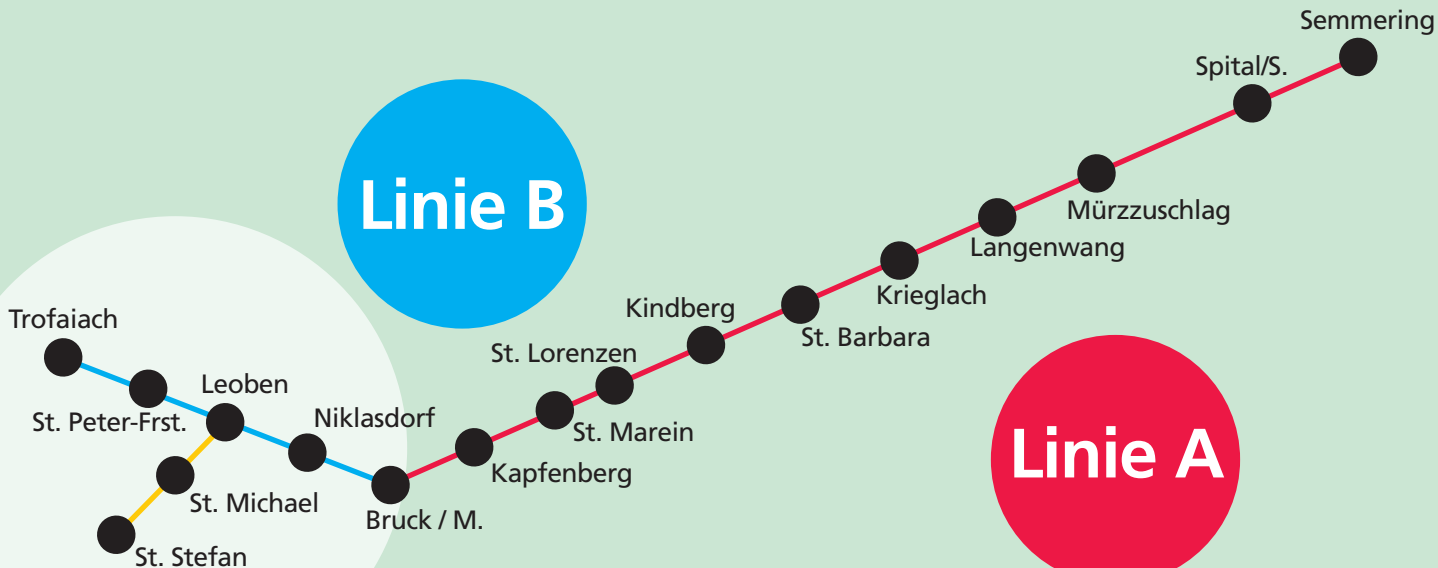 Semmering
Spital/S.
Linie B
Mürzzuschlag
Langenwang
Krieglach
Kindberg
St. Barbara
Trofaiach
St. Lorenzen
Leoben
Niklasdorf
St. Peter-Frst.
St. Marein
Linie A
Kapfenberg
St. Michael
Bruck / M.
St. Stefan